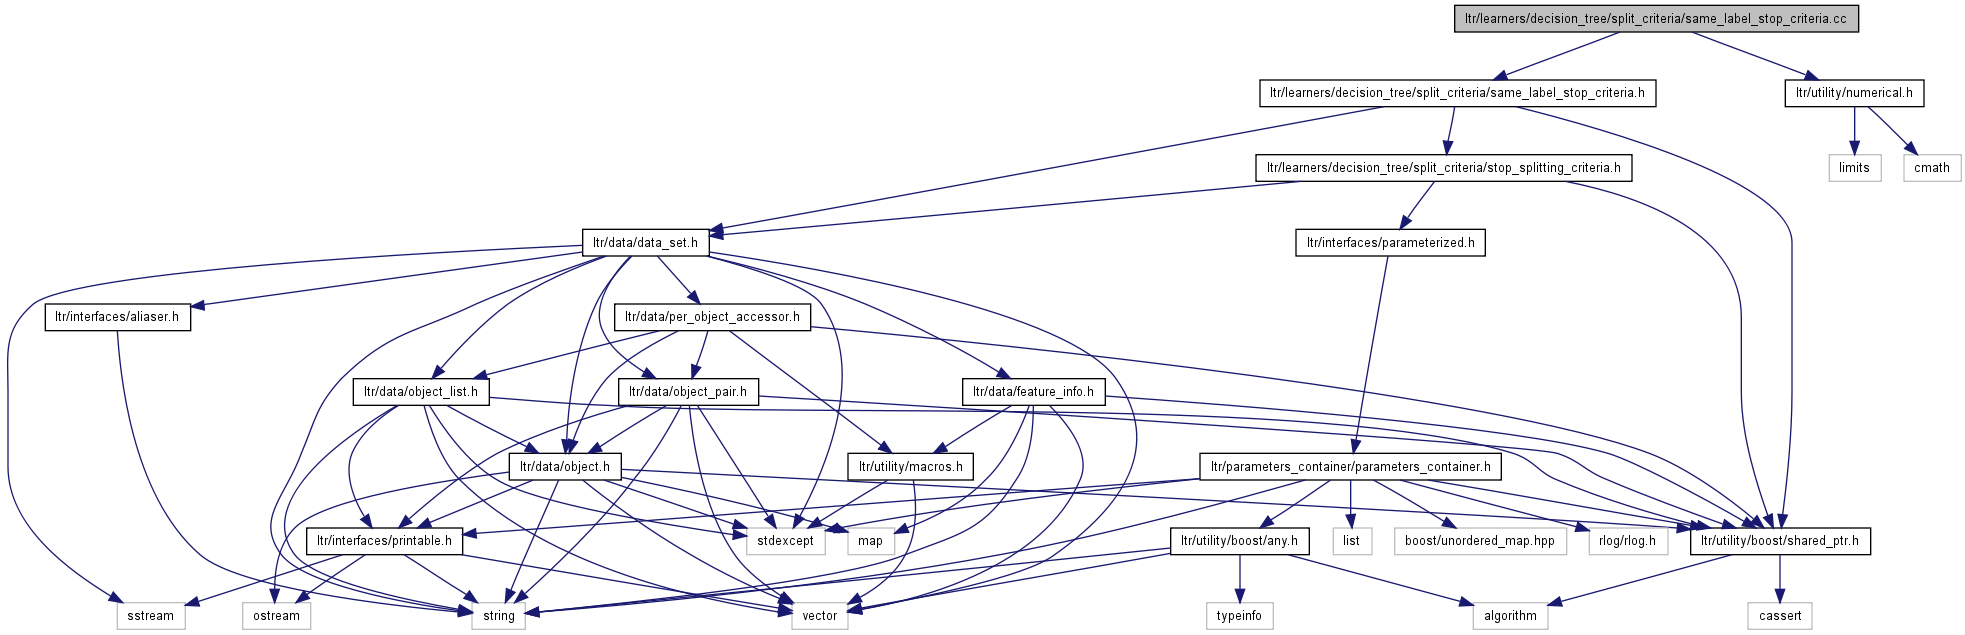 ltr/learners/decision_tree/split_criteria/same_label_stop_criteria.cc
ltr/learners/decision_tree/split_criteria/same_label_stop_criteria.h
ltr/utility/numerical.h
ltr/learners/decision_tree/split_criteria/stop_splitting_criteria.h
limits
cmath
ltr/data/data_set.h
ltr/interfaces/parameterized.h
ltr/interfaces/aliaser.h
ltr/data/per_object_accessor.h
ltr/data/object_list.h
ltr/data/object_pair.h
ltr/data/feature_info.h
ltr/data/object.h
ltr/utility/macros.h
ltr/parameters_container/parameters_container.h
ltr/interfaces/printable.h
stdexcept
map
ltr/utility/boost/any.h
list
boost/unordered_map.hpp
rlog/rlog.h
ltr/utility/boost/shared_ptr.h
sstream
ostream
string
vector
typeinfo
algorithm
cassert